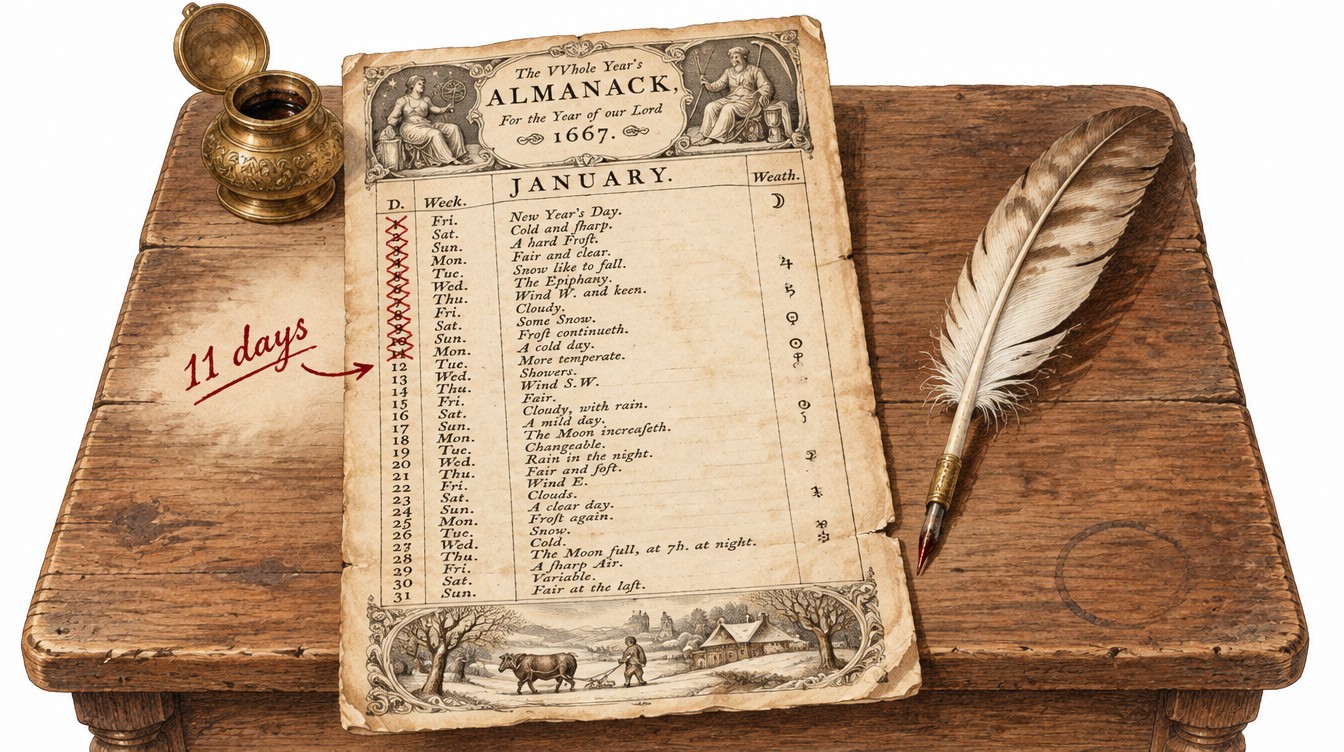 The VVhole Year's
ALMANACK,
For the Year of our Lord
1667.
JANUARY.
D. Week. Weath.
1 Fri. New Year's Day.
2 Sat. Cold and ſharp.
3 Sun. A hard Froſt.
4 Mon. Fair and clear.
5 Tue. Snow like to fall.
6 Wed. The Epiphany.
7 Thu. Wind W. and keen.
8 Fri. Cloudy.
9 Sat. Some Snow.
10 Sun. Froſt continueth.
11 Mon. A cold day.
12 Tue. More temperate.
13 Wed. Showers.
14 Thu. Wind S.W.
15 Fri. Fair.
16 Sat. Cloudy, with rain.
17 Sun. A mild day.
18 Mon. The Moon increaſeth.
19 Tue. Changeable.
20 Wed. Rain in the night.
21 Thu. Fair and ſoft.
22 Fri. Wind E.
23 Sat. Clouds.
24 Sun. A clear day.
25 Mon. Froſt again.
26 Tue. Snow.
27 Wed. Cold.
28 Thu. The Moon full, at 7h. at night.
29 Fri. A ſharp Air.
30 Sat. Variable.
31 Sun. Fair at the laſt.
11 days